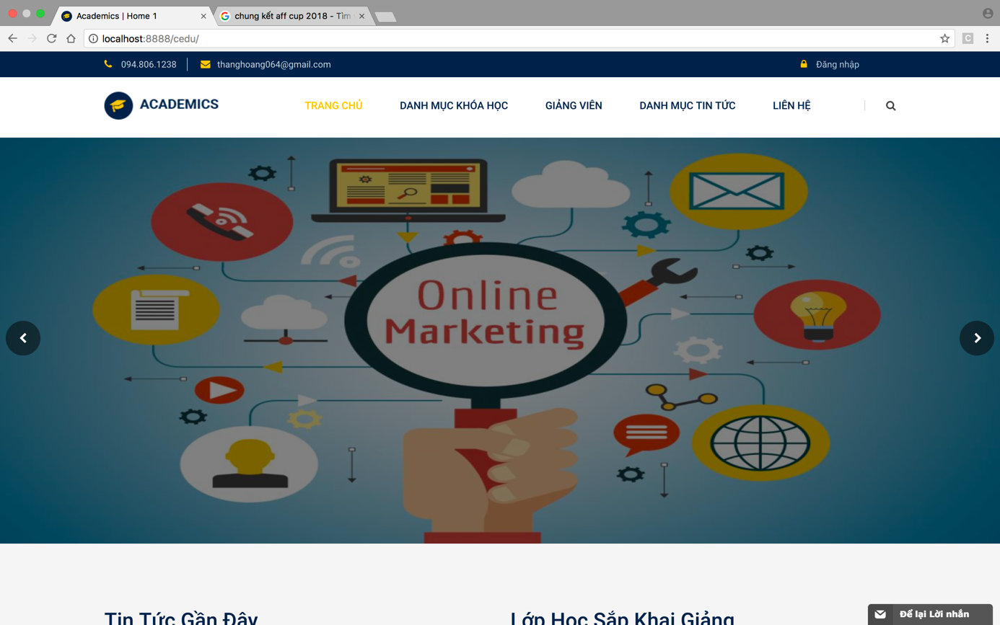 Academics | Home 1
chung kết aff cup 2018 - Tìm
localhost:8888/cedu/
C
094.806.1238
thanghoang064@gmail.com
Đăng nhập
ACADEMICS
TRANG CHỦ
DANH MỤC KHÓA HỌC
GIẢNG VIÊN
DANH MỤC TIN TỨC
LIÊN HỆ
Online
Marketing
Tin Tức Gần Đây
Lớp Học Sắp Khai Giảng
Để lại Lời nhắn